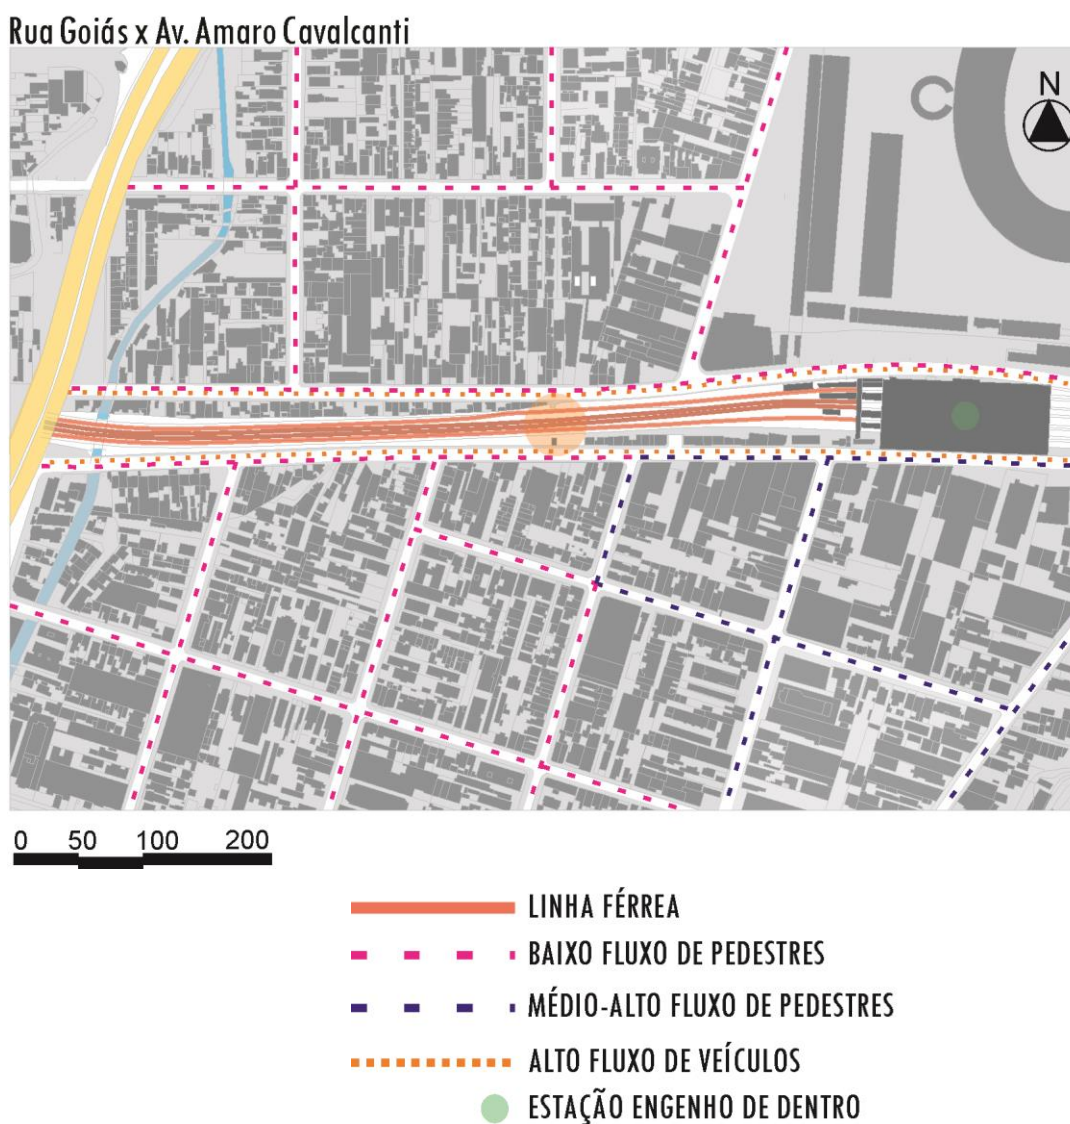 Rua Goiás x Av. Amaro Cavalcanti
N
0 50 100 200
LINHA FÉRREA
BAIXO FLUXO DE PEDESTRES
MÉDIO-ALTO FLUXO DE PEDESTRES
ALTO FLUXO DE VEÍCULOS
ESTAÇÃO ENGENHO DE DENTRO